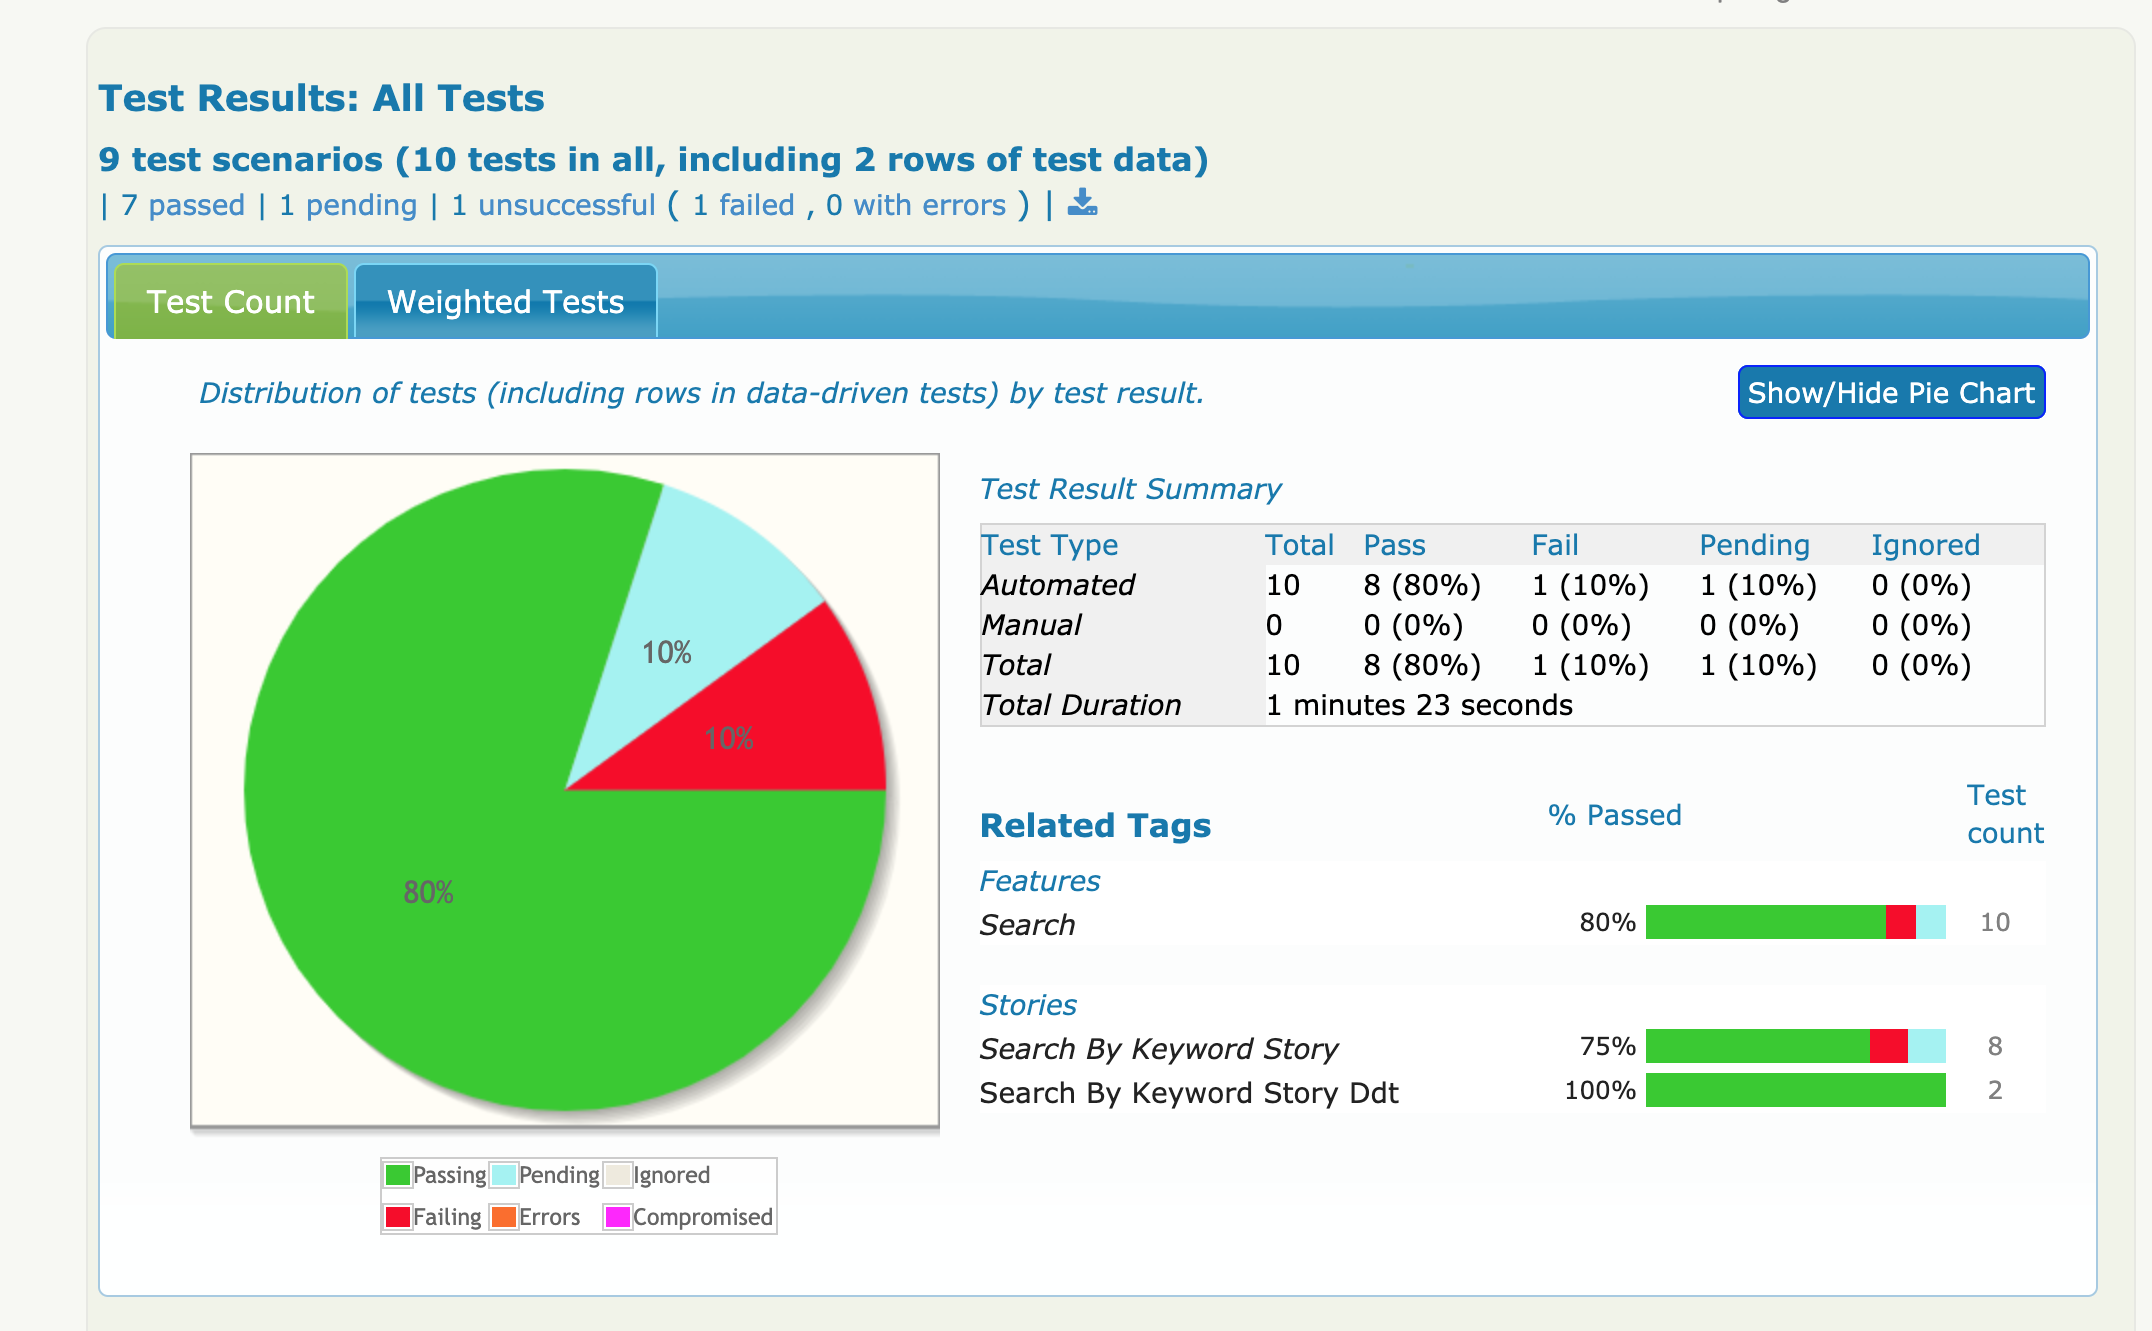 Test Results: All Tests
9 test scenarios (10 tests in all, including 2 rows of test data)
| 7 passed | 1 pending | 1 unsuccessful ( 1 failed , 0 with errors ) |
Test Count Weighted Tests
Distribution of tests (including rows in data-driven tests) by test result.
Show/Hide Pie Chart
10%
10%
80%
Passing Pending Ignored
Failing Errors Compromised
Test Result Summary
Test Type Total Pass Fail Pending Ignored
Automated 10 8 (80%) 1 (10%) 1 (10%) 0 (0%)
Manual 0 0 (0%) 0 (0%) 0 (0%) 0 (0%)
Total 10 8 (80%) 1 (10%) 1 (10%) 0 (0%)
Total Duration 1 minutes 23 seconds
Related Tags % Passed Test count
Features
Search 80% 10
Stories
Search By Keyword Story 75% 8
Search By Keyword Story Ddt 100% 2